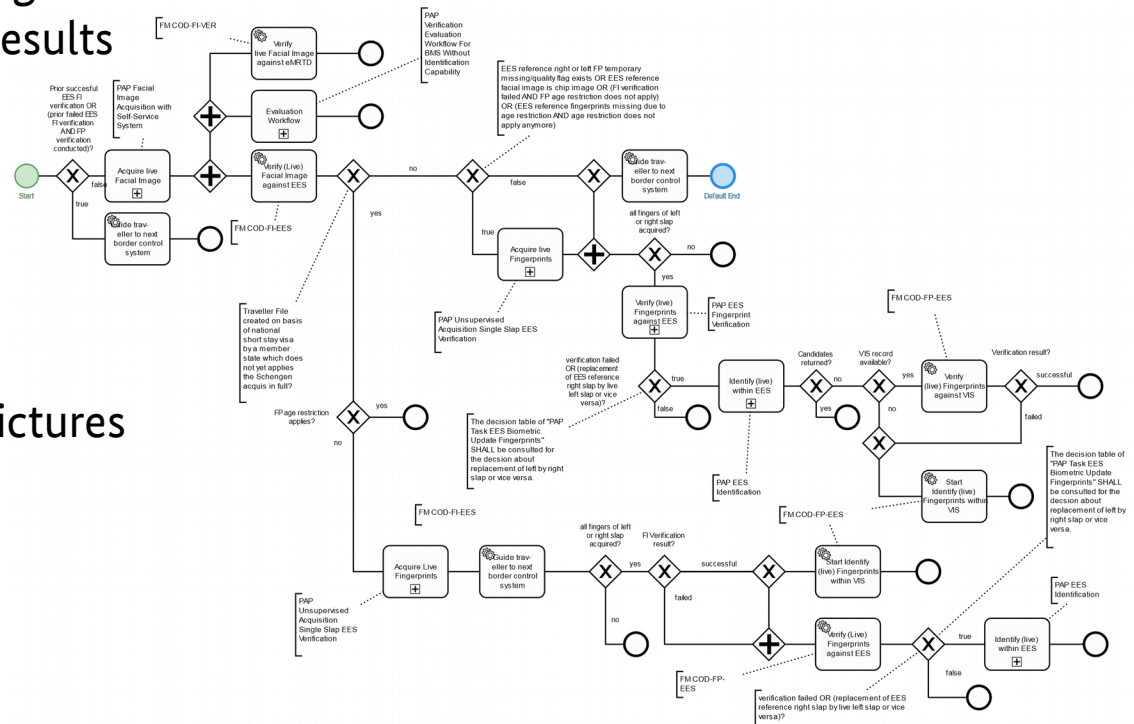 g
esults
ictures
FM COD-FI-VER
Verify
live Facial Image
against eMRTD
PAP
Verification
Evaluation
Workflow For
BMS Without
Identification
Capability
Prior succesful
EES FI
verification OR
(prior failed EES
FI verification
AND FP
verification
conducted)?
PAP Facial
Image
Acquisition with
Self-Service
System
Evaluation
Workflow
EES reference right or left FP temporary
missing/quality flag exists OR EES reference
facial image is chip image OR (FI verification
failed AND FP age restriction does not apply)
OR (EES reference fingerprints missing due to
age restriction AND age restriction does not
apply anymore)
Start
false
true
Acquire live
Facial Image
Verify (Live)
Facial Image
against EES
no
yes
false
true
Guide trav-
eller to next
border control
system
Default End
Guide trav-
eller to next
border control
system
FM COD-FI-EES
Acquire live
Fingerprints
all fingers of left
or right slap
acquired?
no
yes
Traveller File
created on basis
of national
short stay visa
by a member
state which does
not yet applies
the Schengen
acquis in full?
PAP Unsupervised
Acquisition Single Slap EES
Verification
Verify (live)
Fingerprints
against EES
PAP EES
Fingerprint
Verification
FM COD-FP-EES
verification failed
OR (replacement
of EES reference
right slap by live
left slap or vice
versa)?
true
false
Identify (live)
within EES
Candidates
returned?
no
yes
VIS record
available?
yes
no
Verify
(live) Fingerprints
against VIS
Verification result?
successful
failed
FP age restriction
applies?
yes
no
The decision table of "PAP
Task EES Biometric
Update Fingerprints"
SHALL be consulted for
the decsion about
replacement of left by right
slap or vice versa.
PAP EES
Identification
Start
Identify (live)
Fingerprints within
VIS
The decision table of
"PAP Task EES
Biometric Update
Fingerprints" SHALL
be consulted for the
decsion about
replacement of left by
right slap or vice
versa.
FM COD-FI-EES
FM COD-FP-EES
Acquire Live
Fingerprints
Guide trav-
eller to next
border control
system
all fingers of left
or right slap
acquired?
yes
no
FI Verification
result?
successful
failed
Start Identify
(live) Fingerprints
within VIS
PAP
Unsupervised
Acquisition
Single Slap EES
Verification
Verify (Live)
Fingerprints
against EES
true
false
Identify (live)
within EES
PAP EES
Identification
FM COD-FP-
EES
verification failed OR (replacement of EES
reference right slap by live left slap or vice
versa)?